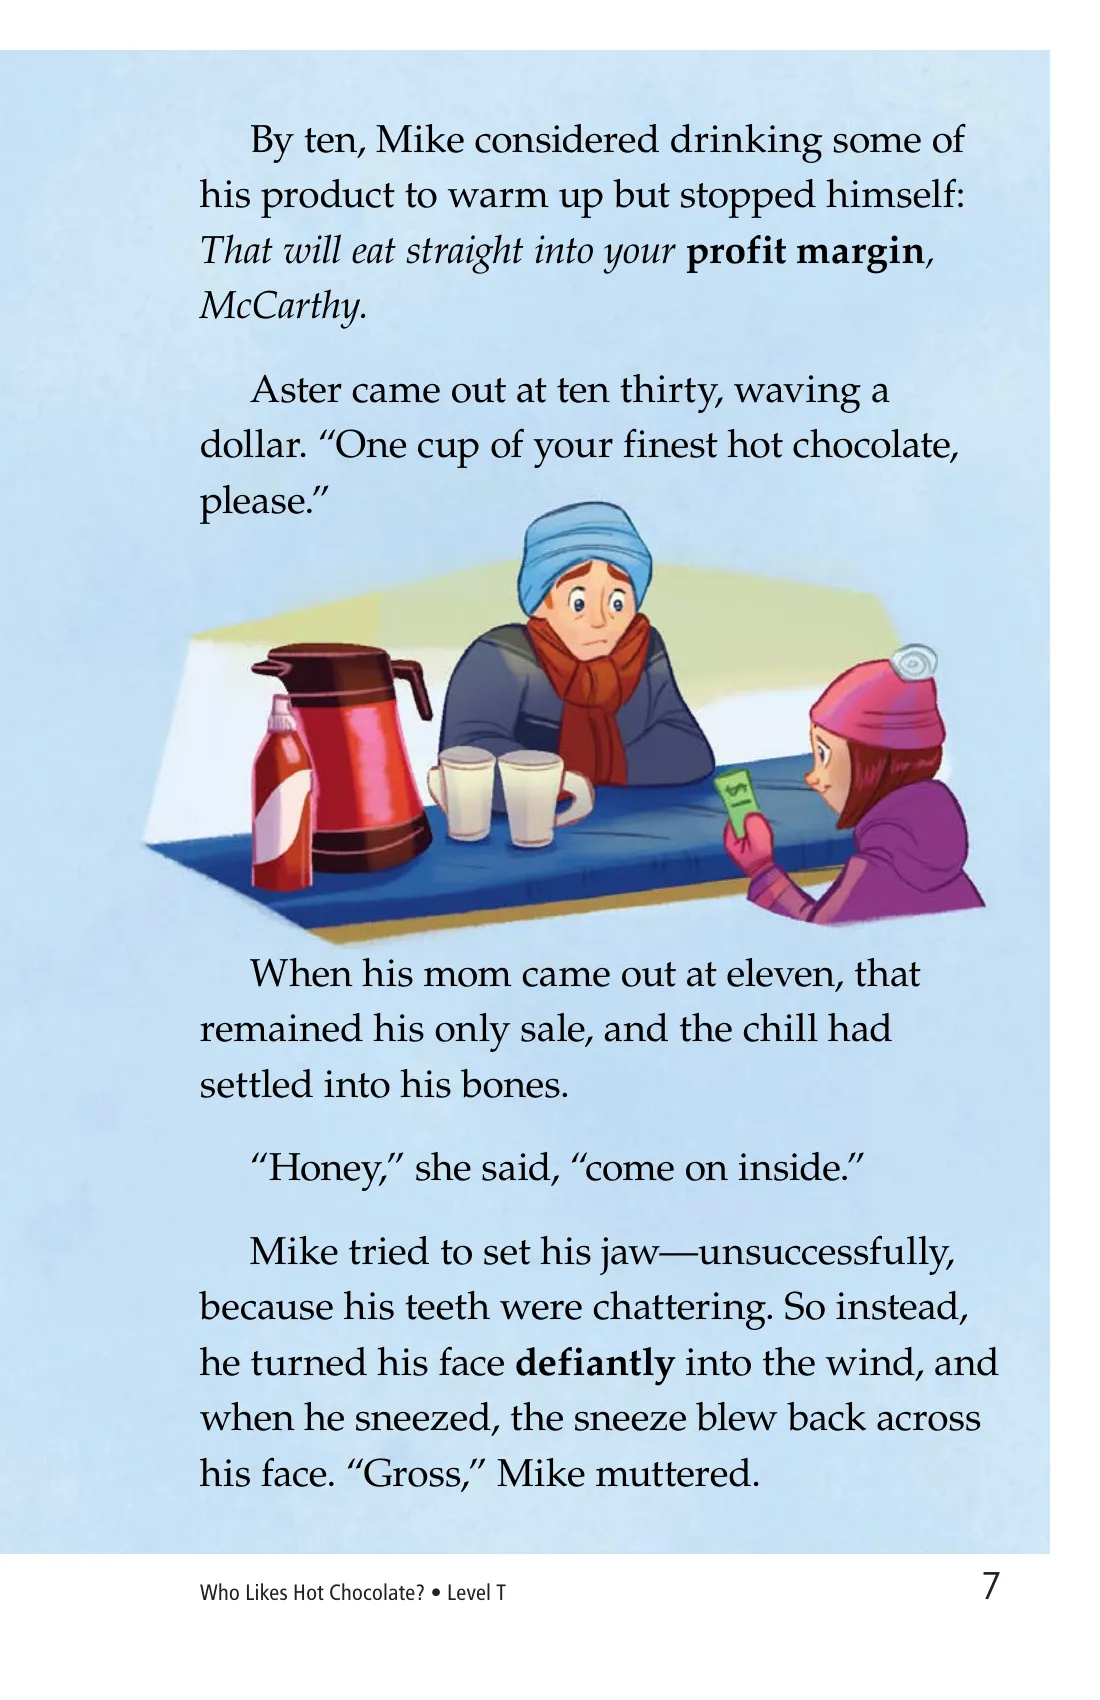 By ten, Mike considered drinking some of
his product to warm up but stopped himself:
That will eat straight into your profit margin,
McCarthy.
Aster came out at ten thirty, waving a
dollar. “One cup of your finest hot chocolate,
please.”
$
When his mom came out at eleven, that
remained his only sale, and the chill had
settled into his bones.
“Honey,” she said, “come on inside.”
Mike tried to set his jaw—unsuccessfully,
because his teeth were chattering. So instead,
he turned his face defiantly into the wind, and
when he sneezed, the sneeze blew back across
his face. “Gross,” Mike muttered.
Who Likes Hot Chocolate? • Level T
7